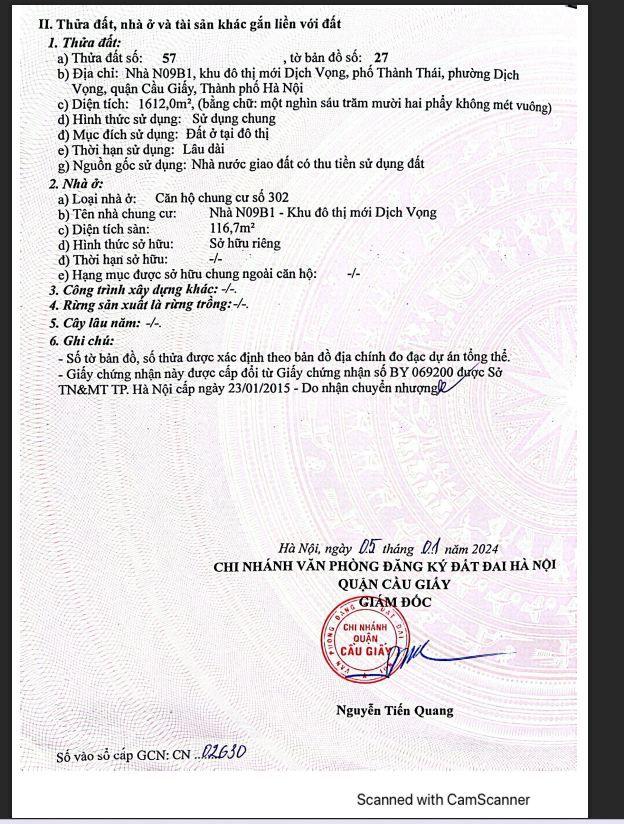 II. Thửa đất, nhà ở và tài sản khác gắn liền với đất
1. Thửa đất:
a) Thửa đất số: 57 , tờ bản đồ số: 27
b) Địa chỉ: Nhà N09B1, khu đô thị mới Dịch Vọng, phố Thành Thái, phường Dịch
Vọng, quận Cầu Giấy, Thành phố Hà Nội
c) Diện tích: 1612,0m², (bằng chữ: một nghìn sáu trăm mười hai phẩy không mét vuông)
d) Hình thức sử dụng: Sử dụng chung
đ) Mục đích sử dụng: Đất ở tại đô thị
e) Thời hạn sử dụng: Lâu dài
g) Nguồn gốc sử dụng: Nhà nước giao đất có thu tiền sử dụng đất
2. Nhà ở:
a) Loại nhà ở: Căn hộ chung cư số 302
b) Tên nhà chung cư: Nhà N09B1 - Khu đô thị mới Dịch Vọng
c) Diện tích sàn: 116,7m²
d) Hình thức sở hữu: Sở hữu riêng
đ) Thời hạn sở hữu: -/-
e) Hạng mục được sở hữu chung ngoài căn hộ: -/-
3. Công trình xây dựng khác: -/-.
4. Rừng sản xuất là rừng trồng:-/-.
5. Cây lâu năm: -/-.
6. Ghi chú:
- Số tờ bản đồ, số thửa được xác định theo bản đồ địa chính đo đạc dự án tổng thể.
- Giấy chứng nhận này được cấp đổi từ Giấy chứng nhận số BY 069200 được Sở
TN&MT TP. Hà Nội cấp ngày 23/01/2015 - Do nhận chuyển nhượng
Hà Nội, ngày 05 tháng 01 năm 2024
CHI NHÁNH VĂN PHÒNG ĐĂNG KÝ ĐẤT ĐAI HÀ NỘI
QUẬN CẦU GIẤY
GIÁM ĐỐC
CHI NHÁNH
QUẬN
CẦU GIẤY
Nguyễn Tiến Quang
Số vào sổ cấp GCN: CN ..02630
Scanned with CamScanner